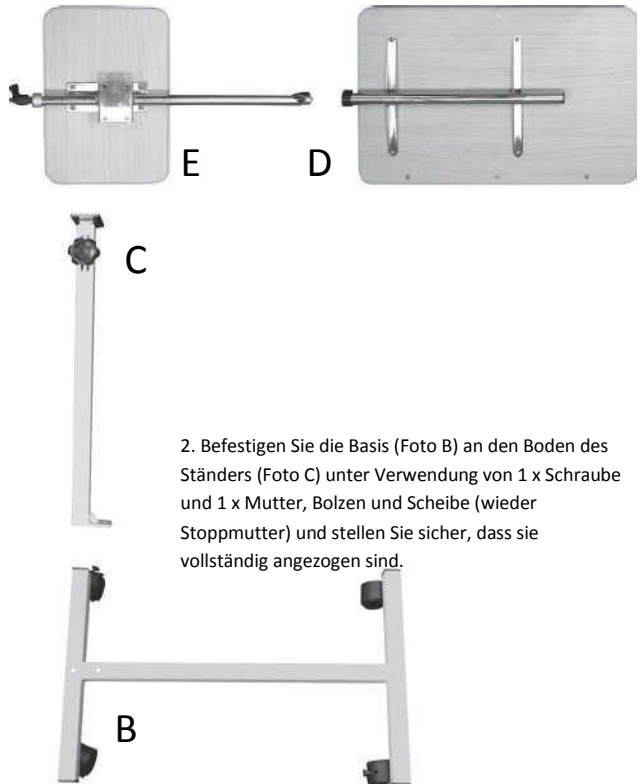 E
D
C
2. Befestigen Sie die Basis (Foto B) an den Boden des
Ständers (Foto C) unter Verwendung von 1 x Schraube
und 1 x Mutter, Bolzen und Scheibe (wieder
Stoppmutter) und stellen Sie sicher, dass sie
vollständig angezogen sind.
B